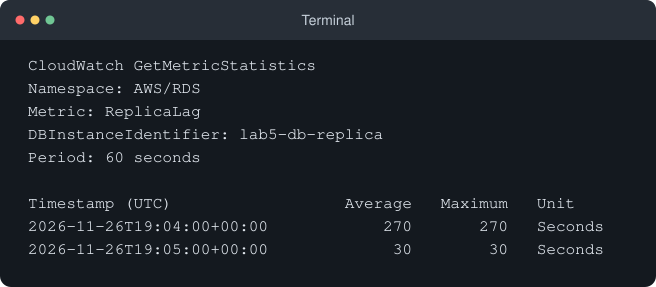 Terminal
CloudWatch GetMetricStatistics
Namespace: AWS/RDS
Metric: ReplicaLag
DBInstanceIdentifier: lab5-db-replica
Period: 60 seconds
Timestamp (UTC) Average Maximum Unit
2026-11-26T19:04:00+00:00 270 270 Seconds
2026-11-26T19:05:00+00:00 30 30 Seconds